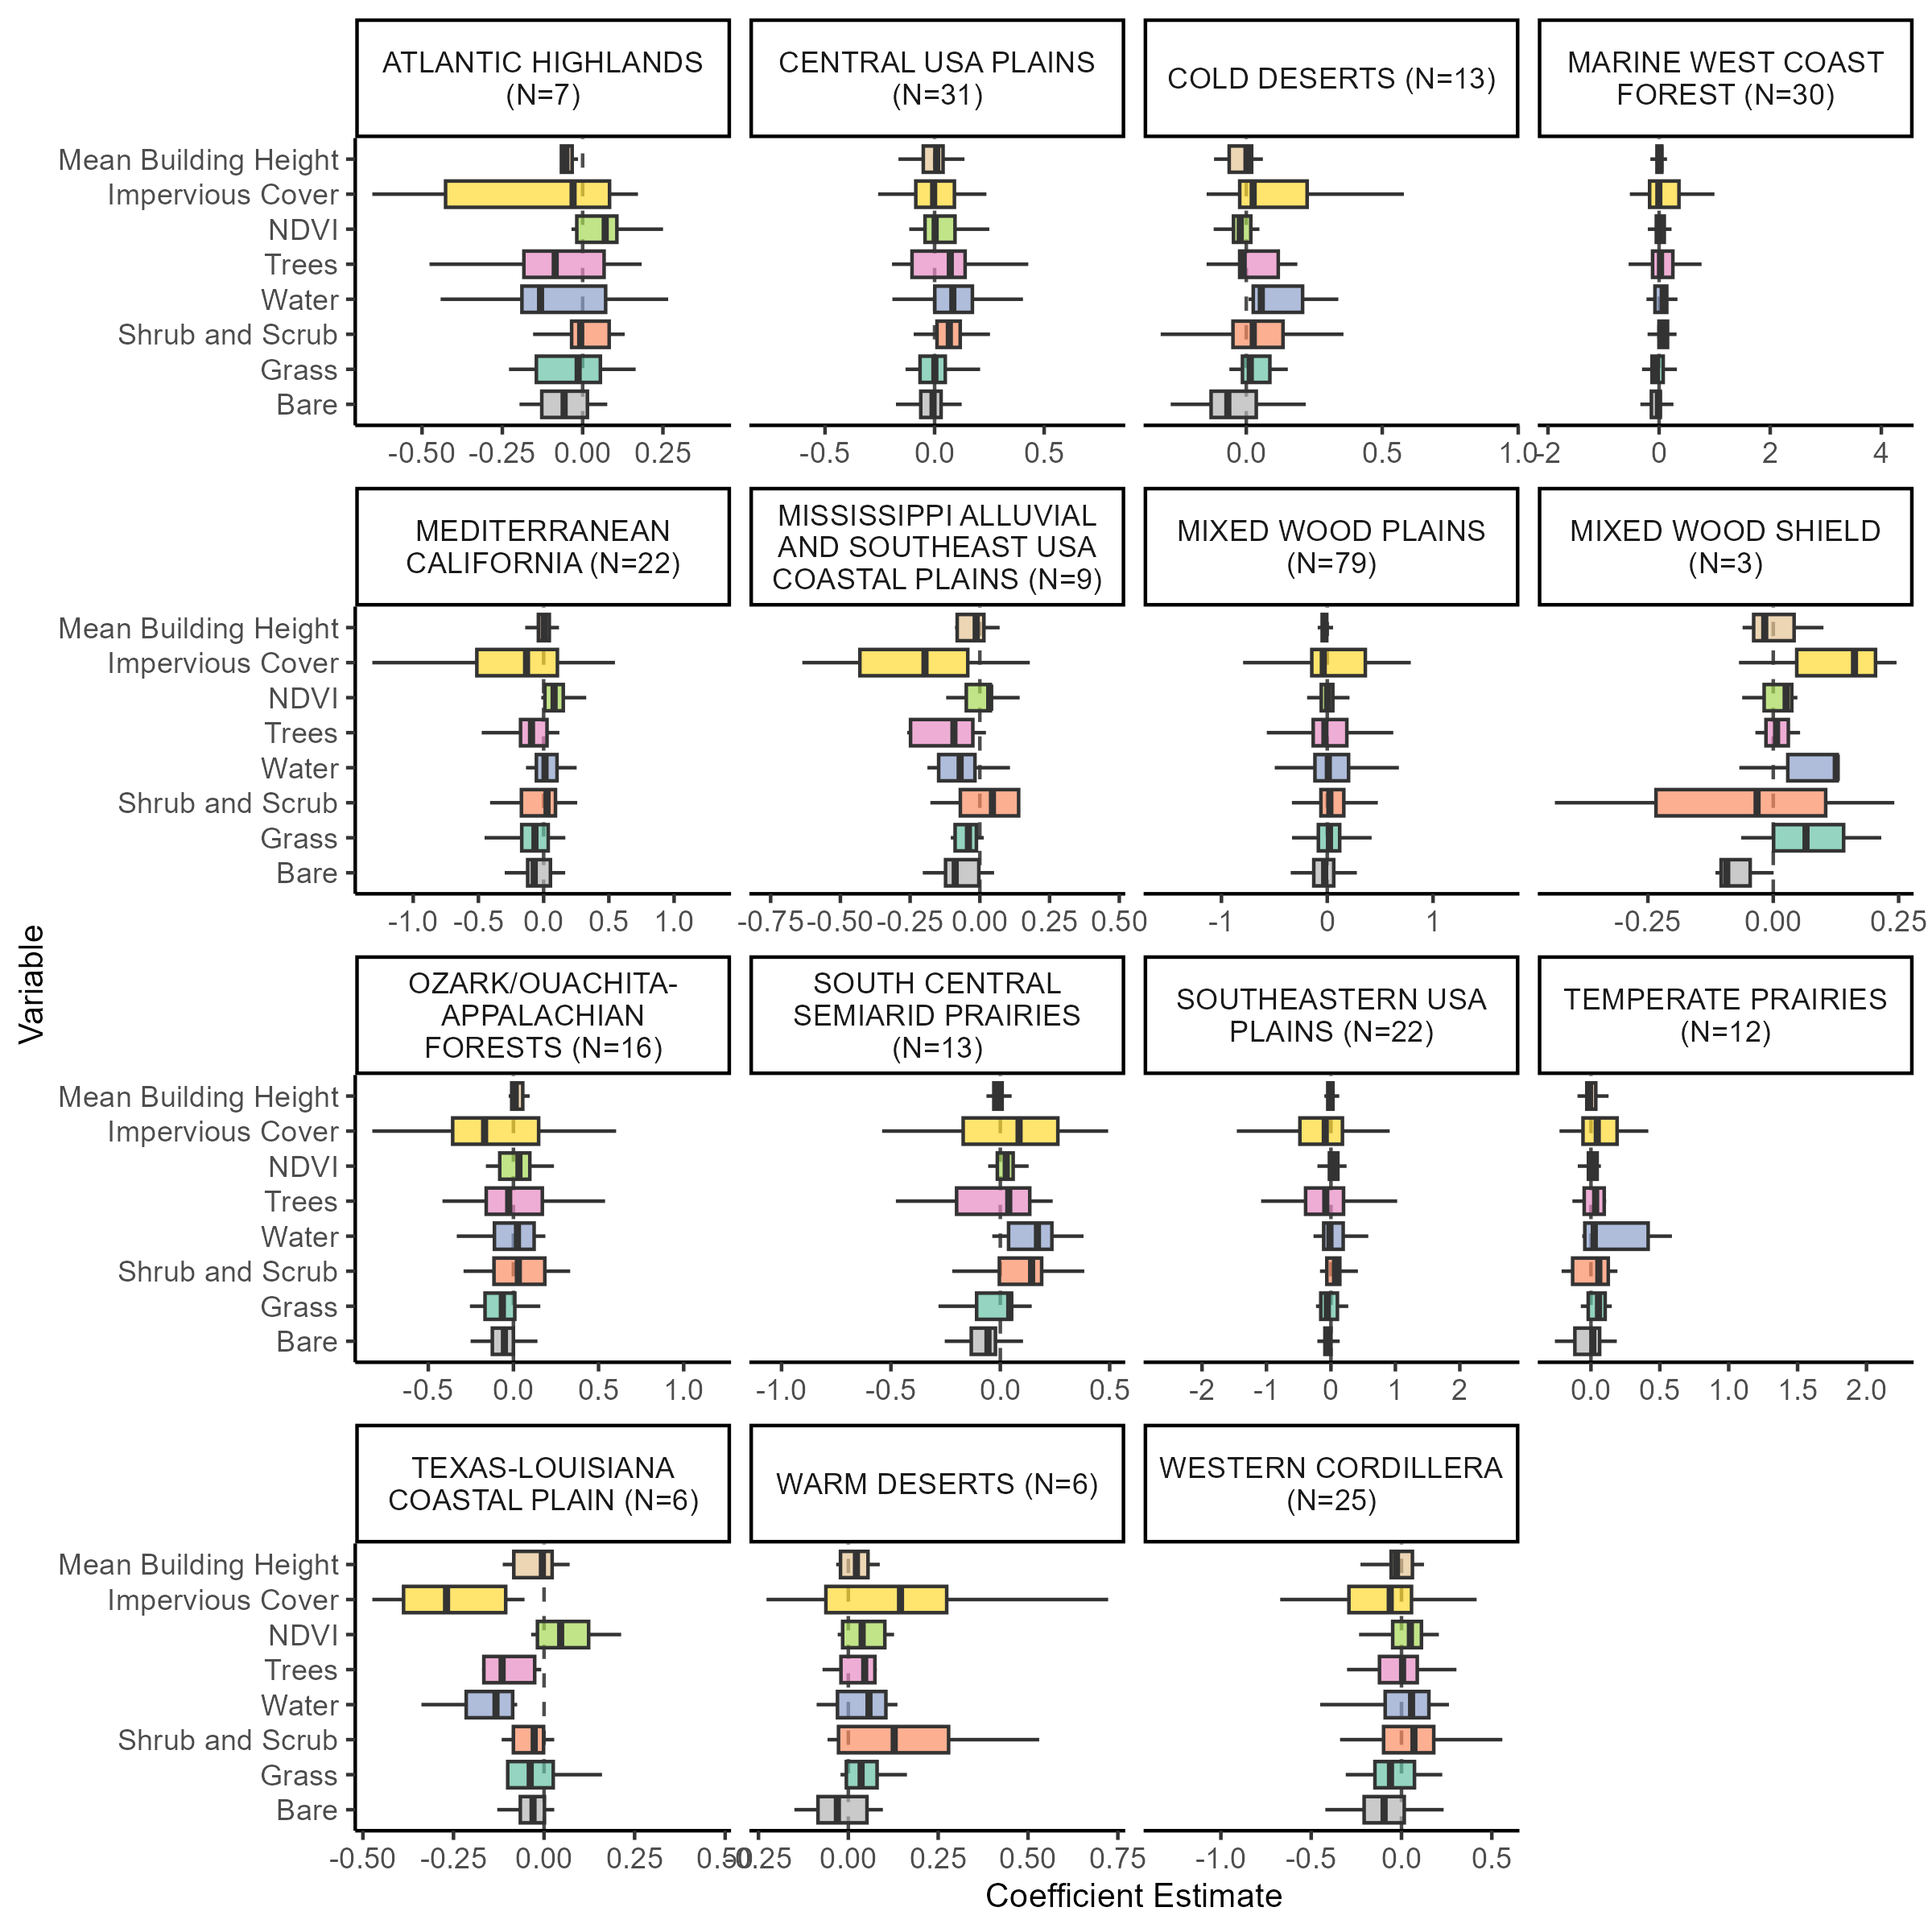 ATLANTIC HIGHLANDS
(N=7)
CENTRAL USA PLAINS
(N=31)
COLD DESERTS (N=13)
MARINE WEST COAST
FOREST (N=30)
Mean Building Height
Impervious Cover
NDVI
Trees
Water
Shrub and Scrub
Grass
Bare
-0.50 -0.25 0.00 0.25
-0.5 0.0 0.5
0.0 0.5 1.0
-2 0 2 4
MEDITERRANEAN
CALIFORNIA (N=22)
MISSISSIPPI ALLUVIAL
AND SOUTHEAST USA
COASTAL PLAINS (N=9)
MIXED WOOD PLAINS
(N=79)
MIXED WOOD SHIELD
(N=3)
Mean Building Height
Impervious Cover
NDVI
Trees
Water
Shrub and Scrub
Grass
Bare
-1.0 -0.5 0.0 0.5 1.0
-0.75 -0.50 -0.25 0.00 0.25 0.50
-1 0 1
-0.25 0.00 0.25
Variable
OZARK/OUACHITA-
APPALACHIAN
FORESTS (N=16)
SOUTH CENTRAL
SEMIARID PRAIRIES
(N=13)
SOUTHEASTERN USA
PLAINS (N=22)
TEMPERATE PRAIRIES
(N=12)
Mean Building Height
Impervious Cover
NDVI
Trees
Water
Shrub and Scrub
Grass
Bare
-0.5 0.0 0.5 1.0
-1.0 -0.5 0.0 0.5
-2 -1 0 1 2
0.0 0.5 1.0 1.5 2.0
TEXAS-LOUISIANA
COASTAL PLAIN (N=6)
WARM DESERTS (N=6)
WESTERN CORDILLERA
(N=25)
Mean Building Height
Impervious Cover
NDVI
Trees
Water
Shrub and Scrub
Grass
Bare
-0.50 -0.25 0.00 0.25 0.50
-0.25 0.00 0.25 0.50 0.75
-1.0 -0.5 0.0 0.5
Coefficient Estimate